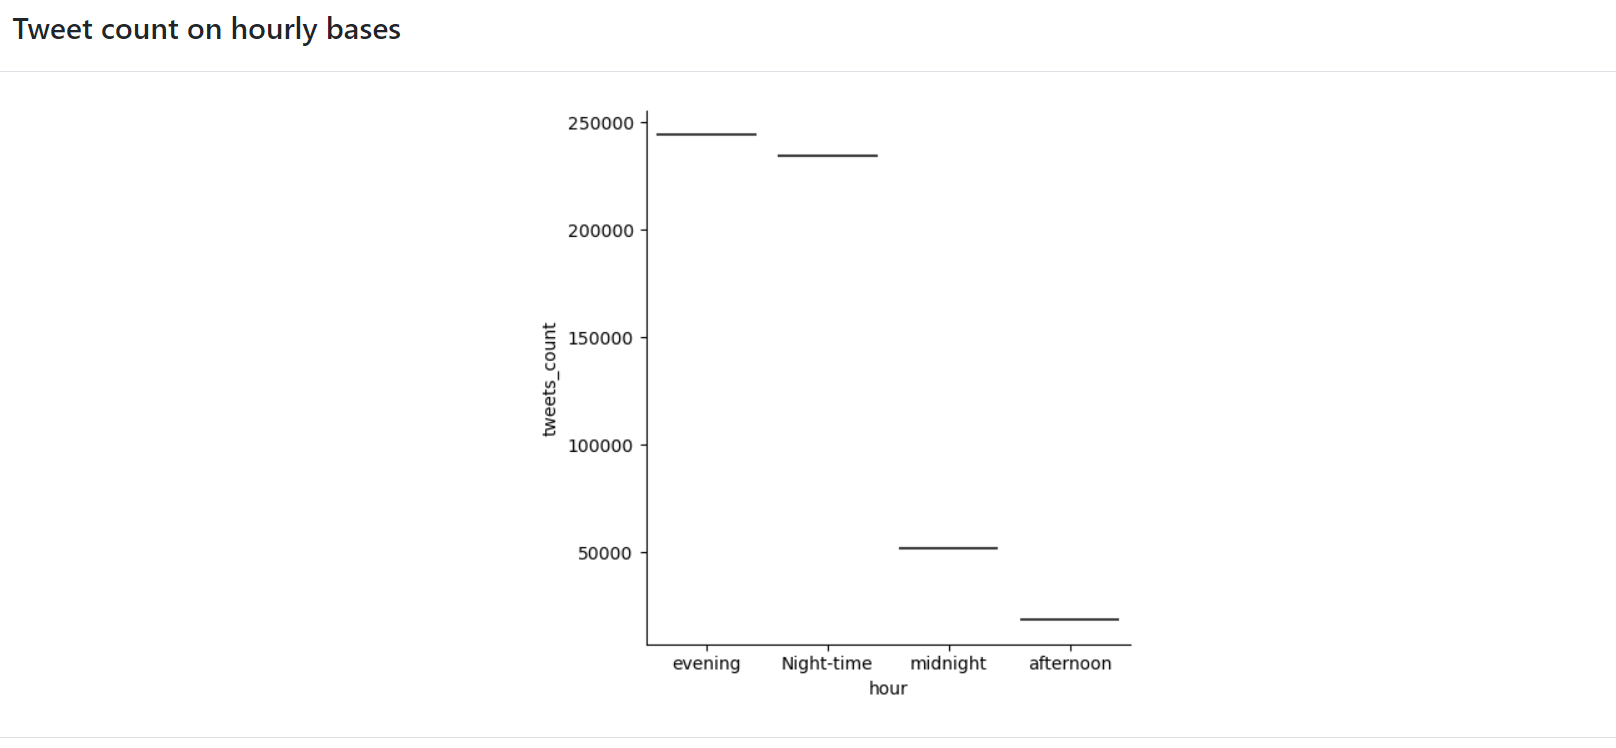 Tweet count on hourly bases
250000
200000
150000
100000
50000
tweets_count
evening Night-time midnight afternoon
hour